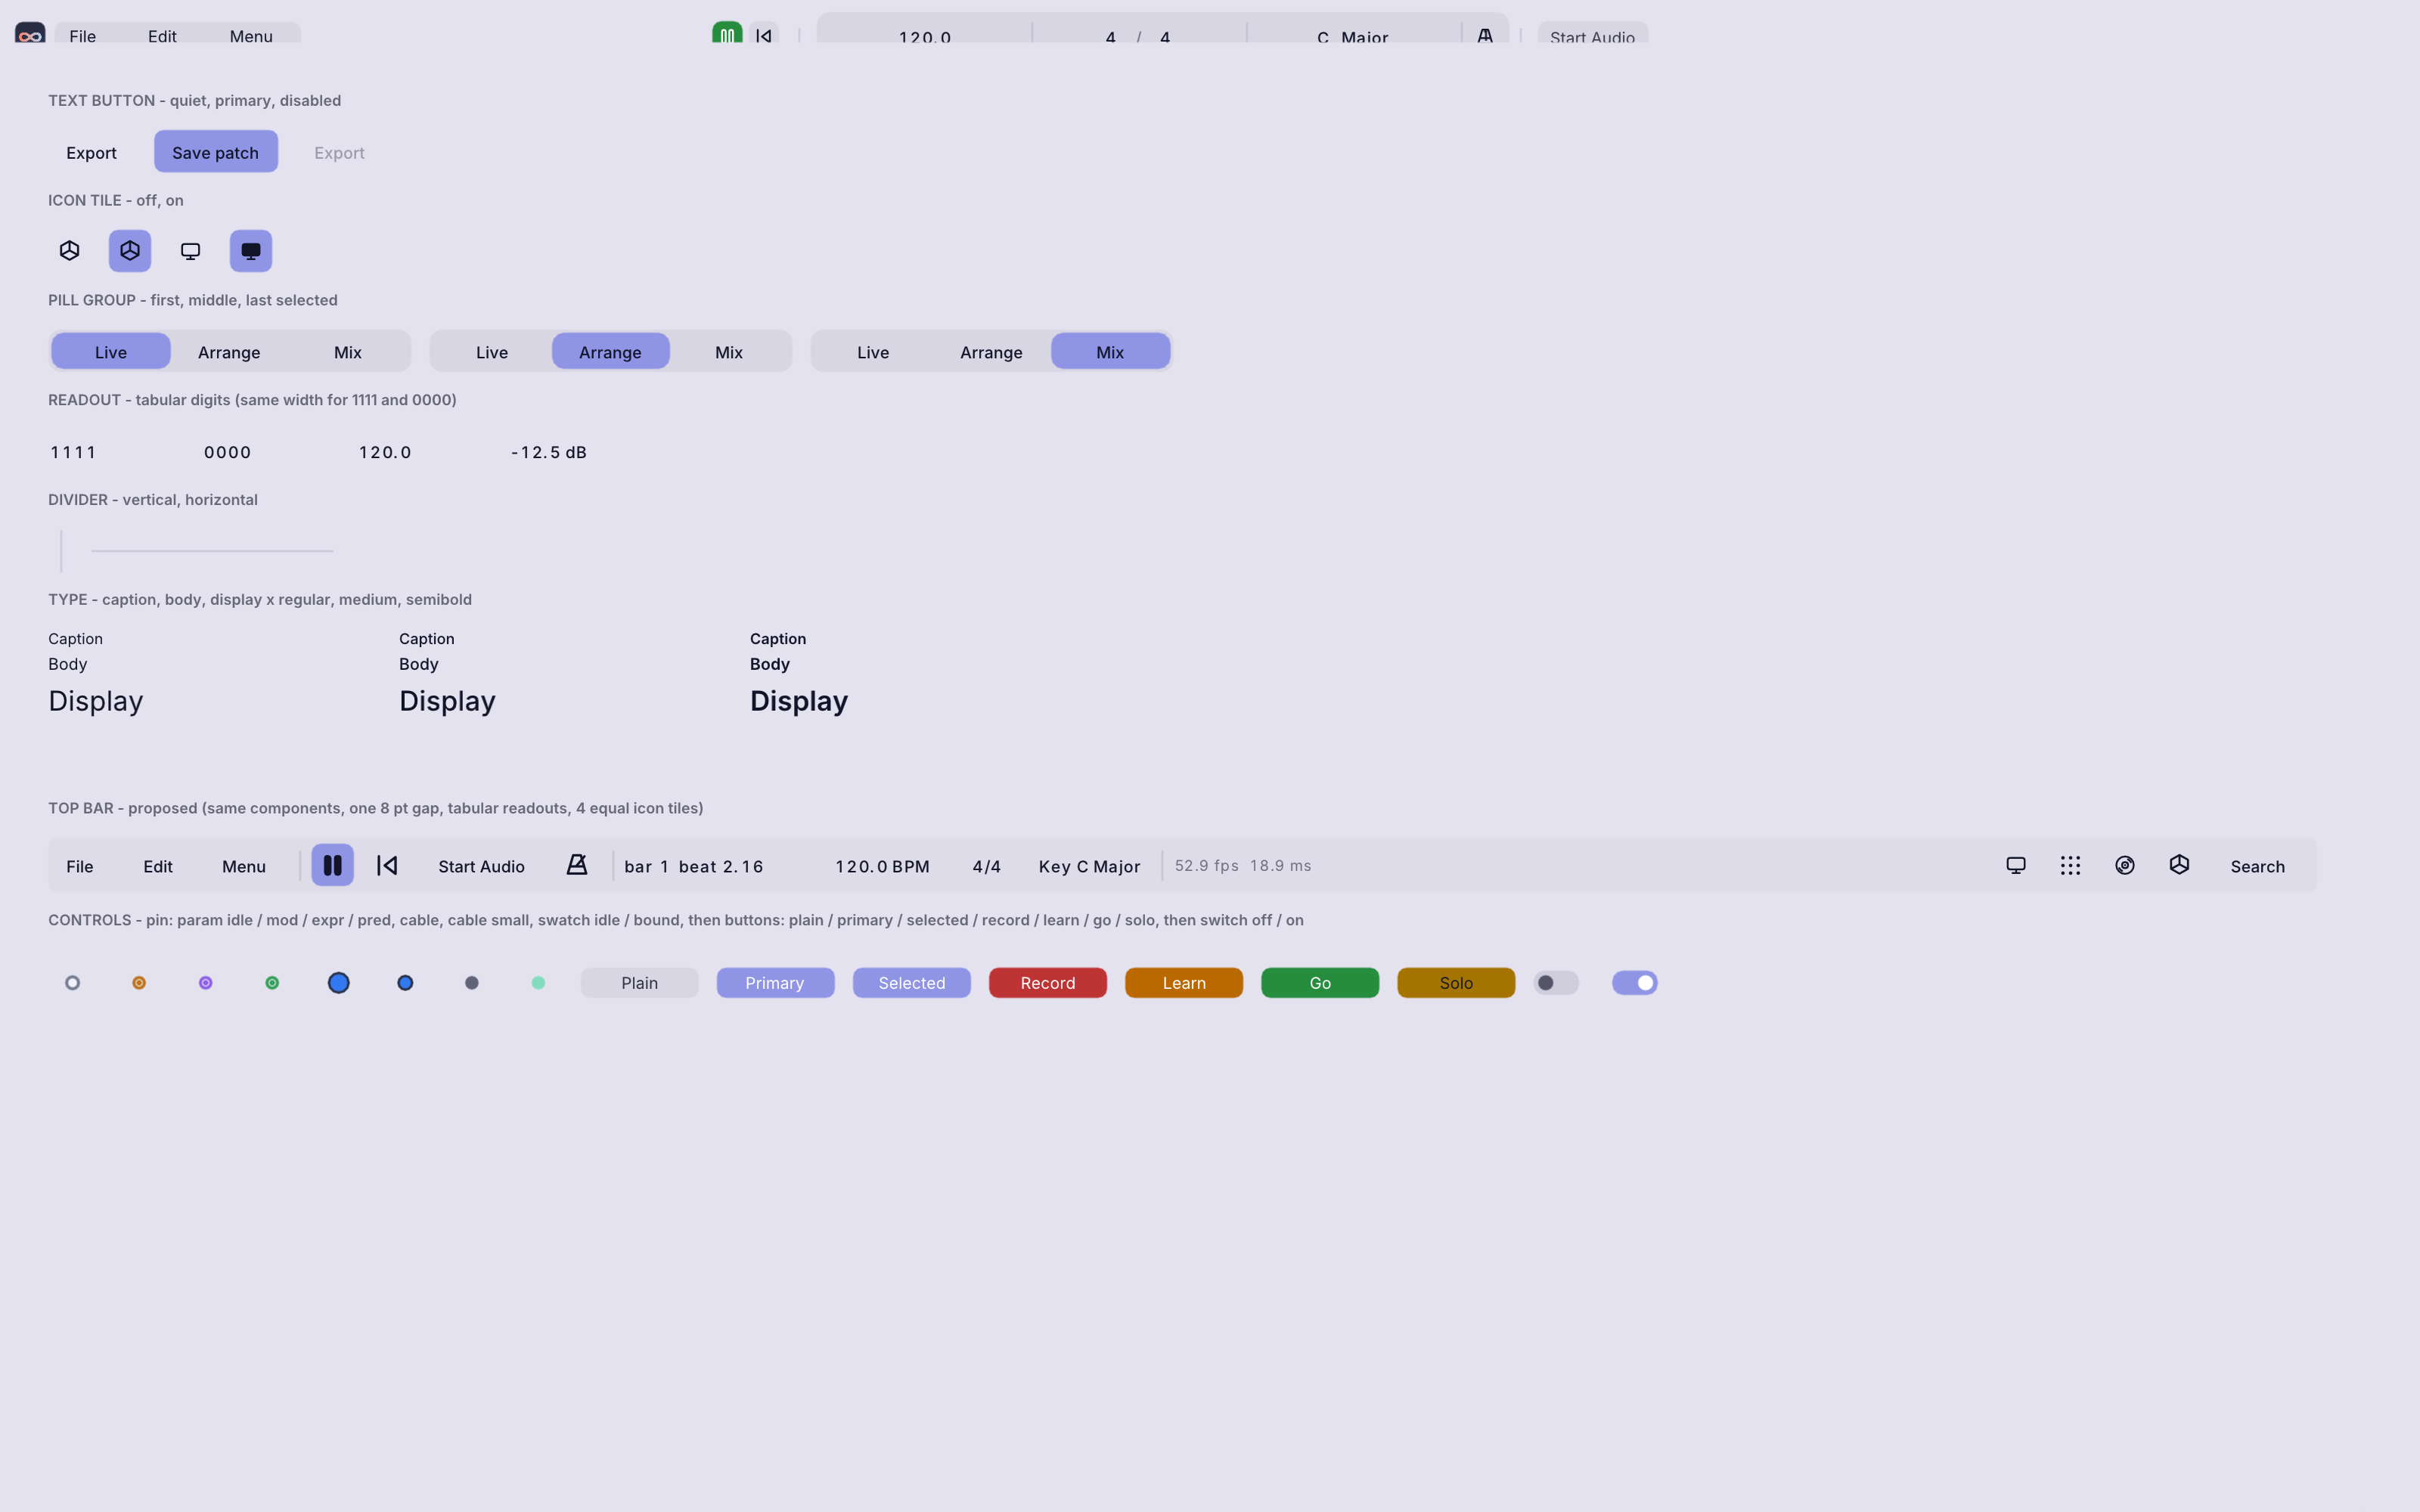 File Edit Menu 120.0 4 / 4 C Major Start Audio
TEXT BUTTON - quiet, primary, disabled
Export Save patch Export
ICON TILE - off, on
PILL GROUP - first, middle, last selected
Live Arrange Mix Live Arrange Mix Live Arrange Mix
READOUT - tabular digits (same width for 1111 and 0000)
1111 0000 120.0 -12.5 dB
DIVIDER - vertical, horizontal
TYPE - caption, body, display x regular, medium, semibold
Caption Caption Caption
Body Body Body
Display Display Display
TOP BAR - proposed (same components, one 8 pt gap, tabular readouts, 4 equal icon tiles)
File Edit Menu Start Audio bar 1 beat 2.16 120.0 BPM 4/4 Key C Major 52.9 fps 18.9 ms Search
CONTROLS - pin: param idle / mod / expr / pred, cable, cable small, swatch idle / bound, then buttons: plain / primary / selected / record / learn / go / solo, then switch off / on
Plain Primary Selected Record Learn Go Solo